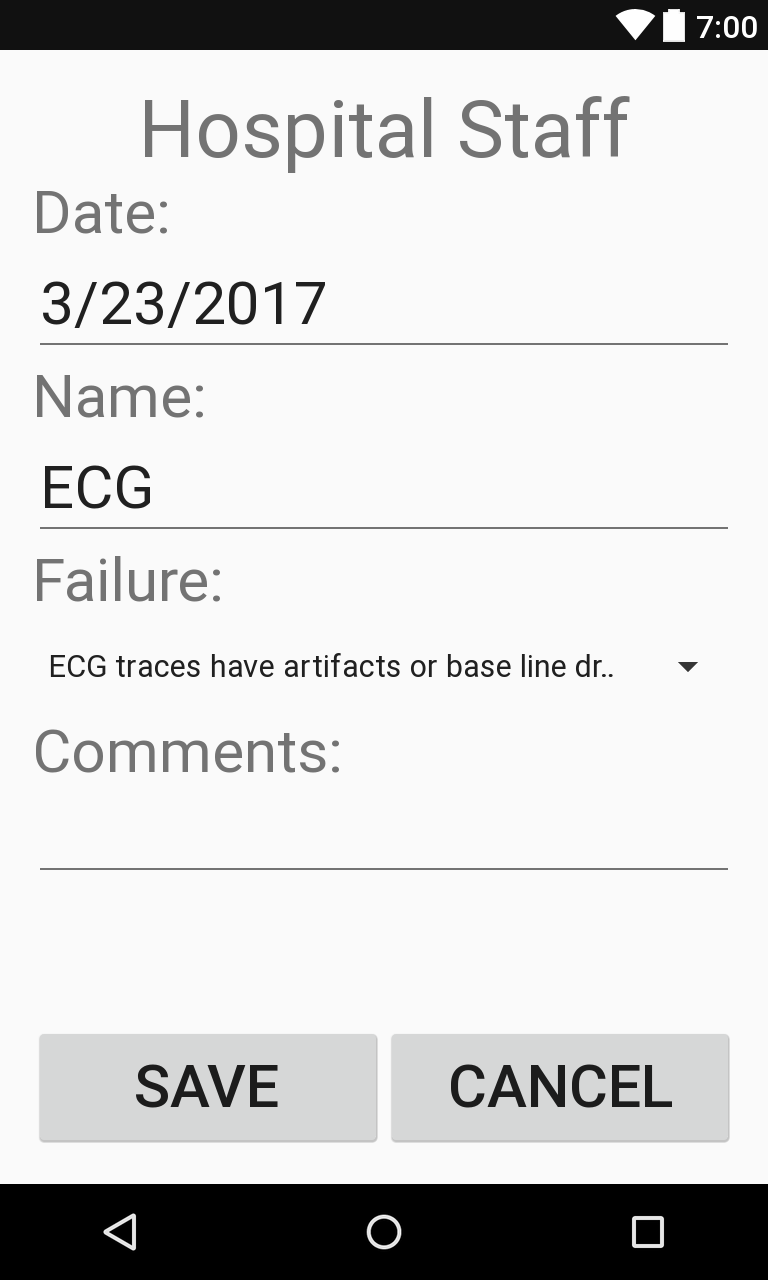 7:00
Hospital Staff
Date:
3/23/2017
Name:
ECG
Failure:
ECG traces have artifacts or base line dr..
Comments:
SAVE CANCEL